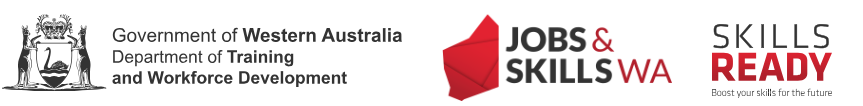 Government of Western Australia
Department of Training
and Workforce Development
JOBS &
SKILLS WA
SKILLS
READY
Boost your skills for the future